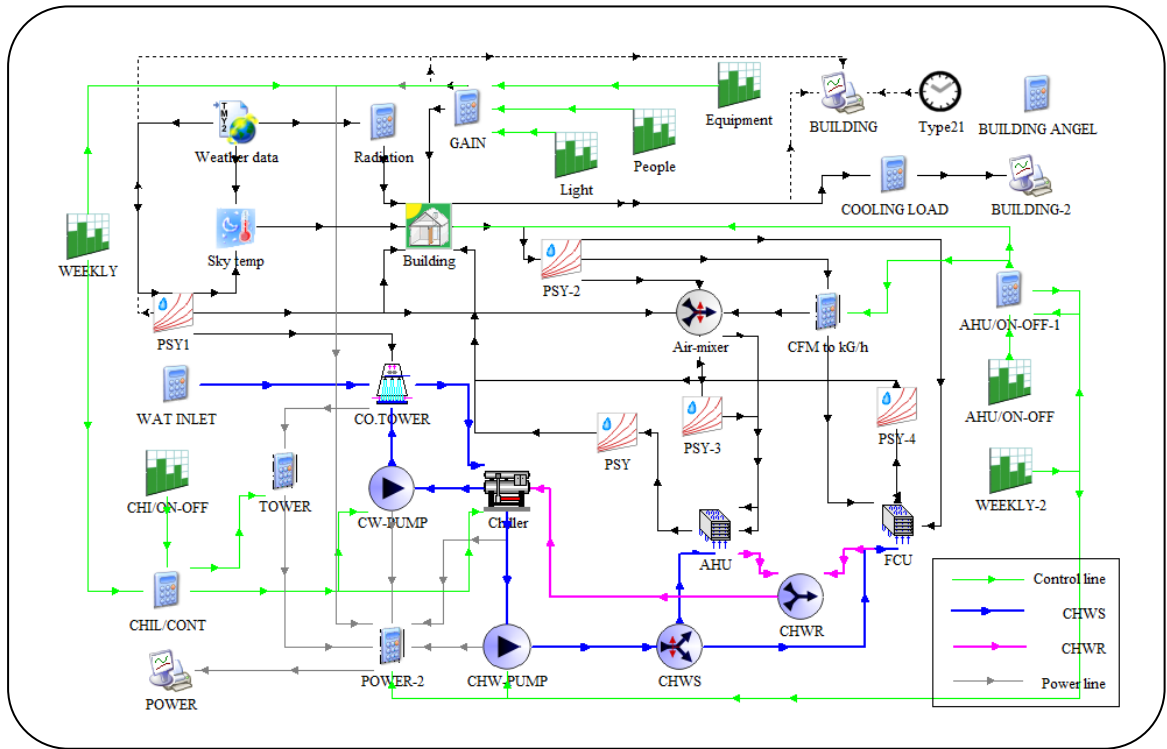 TMY2
Weather data
Radiation
GAIN
Equipment
People
Light
BUILDING
Type21
BUILDING ANGEL
COOLING LOAD
BUILDING-2
WEEKLY
Sky temp
Building
PSY-2
PSY1
Air-mixer
CFM to kG/h
AHU/ON-OFF-1
WAT INLET
CO.TOWER
PSY
PSY-3
PSY-4
AHU/ON-OFF
CHI/ON-OFF
TOWER
CW-PUMP
Chiller
WEEKLY-2
AHU
FCU
CHIL/CONT
CHWR
POWER
POWER-2
CHW-PUMP
CHWS
Control line
CHWS
CHWR
Power line